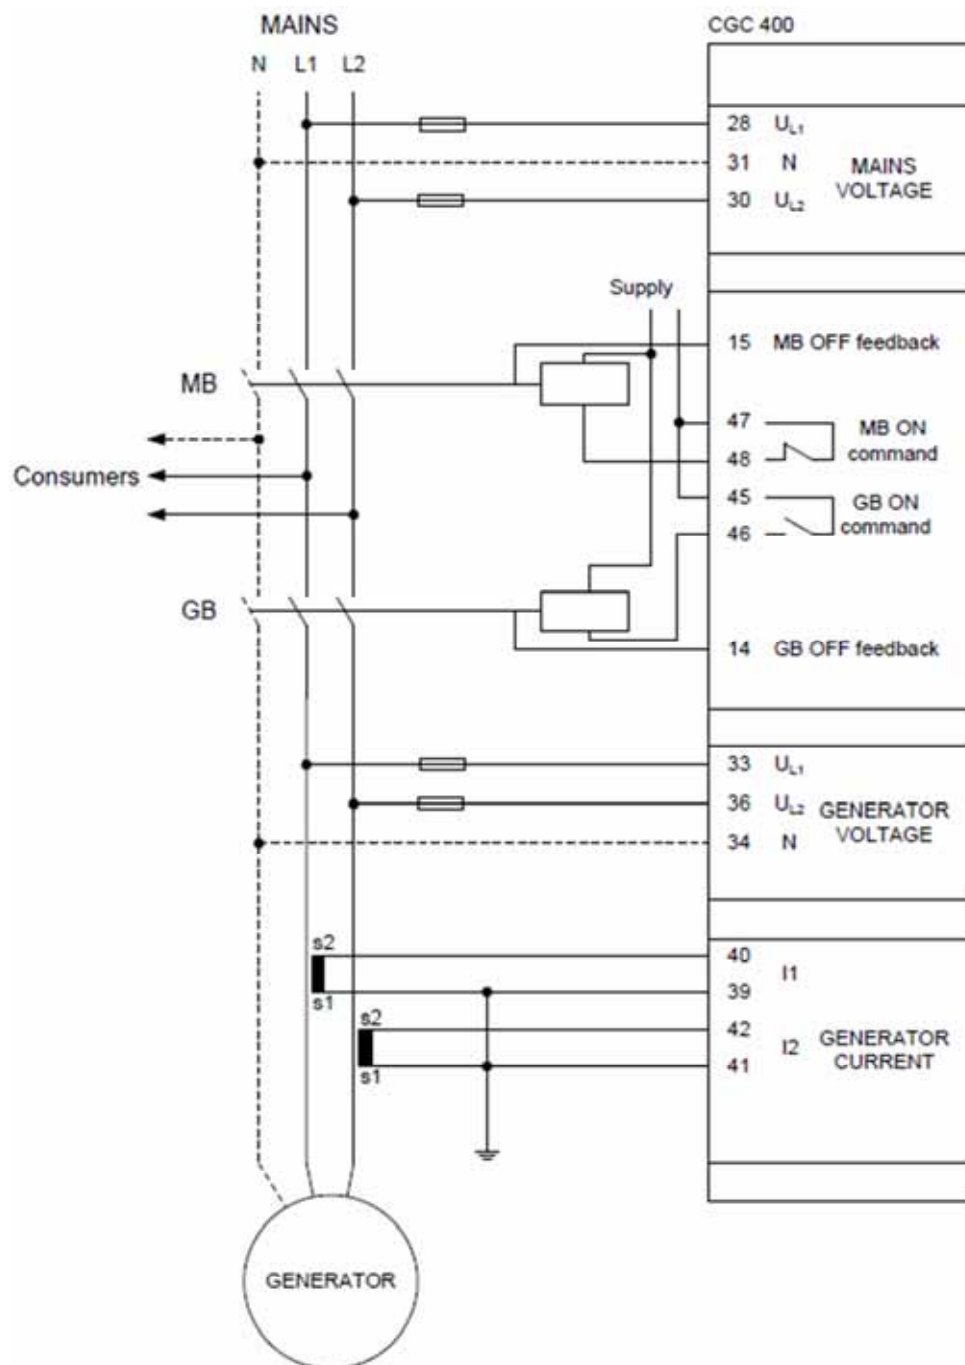 MAINS
CGC 400
N L1 L2
28 UL1
31 N
MAINS
VOLTAGE
30 UL2
Supply
15 MB OFF feedback
MB
47
MB ON
command
48
Consumers
45
GB ON
command
46
GB
14 GB OFF feedback
33 UL1
36 UL2
GENERATOR
VOLTAGE
34 N
s2
40
I1
s1
39
s2
42
I2
GENERATOR
CURRENT
s1
41
GENERATOR